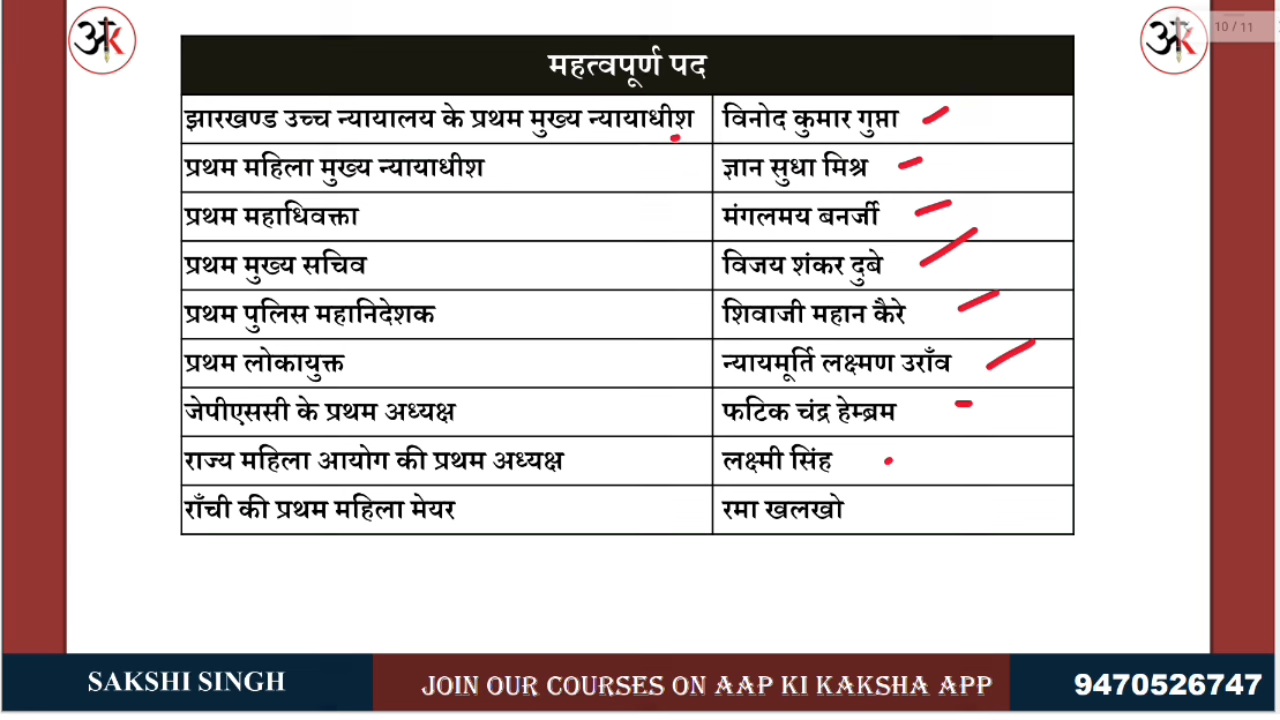 अk
अk
10 / 11
महत्वपूर्ण पद
झारखण्ड उच्च न्यायालय के प्रथम मुख्य न्यायाधीश विनोद कुमार गुप्ता
प्रथम महिला मुख्य न्यायाधीश ज्ञान सुधा मिश्र
प्रथम महाधिवक्ता मंगलमय बनर्जी
प्रथम मुख्य सचिव विजय शंकर दुबे
प्रथम पुलिस महानिदेशक शिवाजी महान कैरे
प्रथम लोकायुक्त न्यायमूर्ति लक्ष्मण उराँव
जेपीएससी के प्रथम अध्यक्ष फटिक चंद्र हेम्ब्रम
राज्य महिला आयोग की प्रथम अध्यक्ष लक्ष्मी सिंह
राँची की प्रथम महिला मेयर रमा खलखो
SAKSHI SINGH JOIN OUR COURSES ON AAP KI KAKSHA APP 9470526747